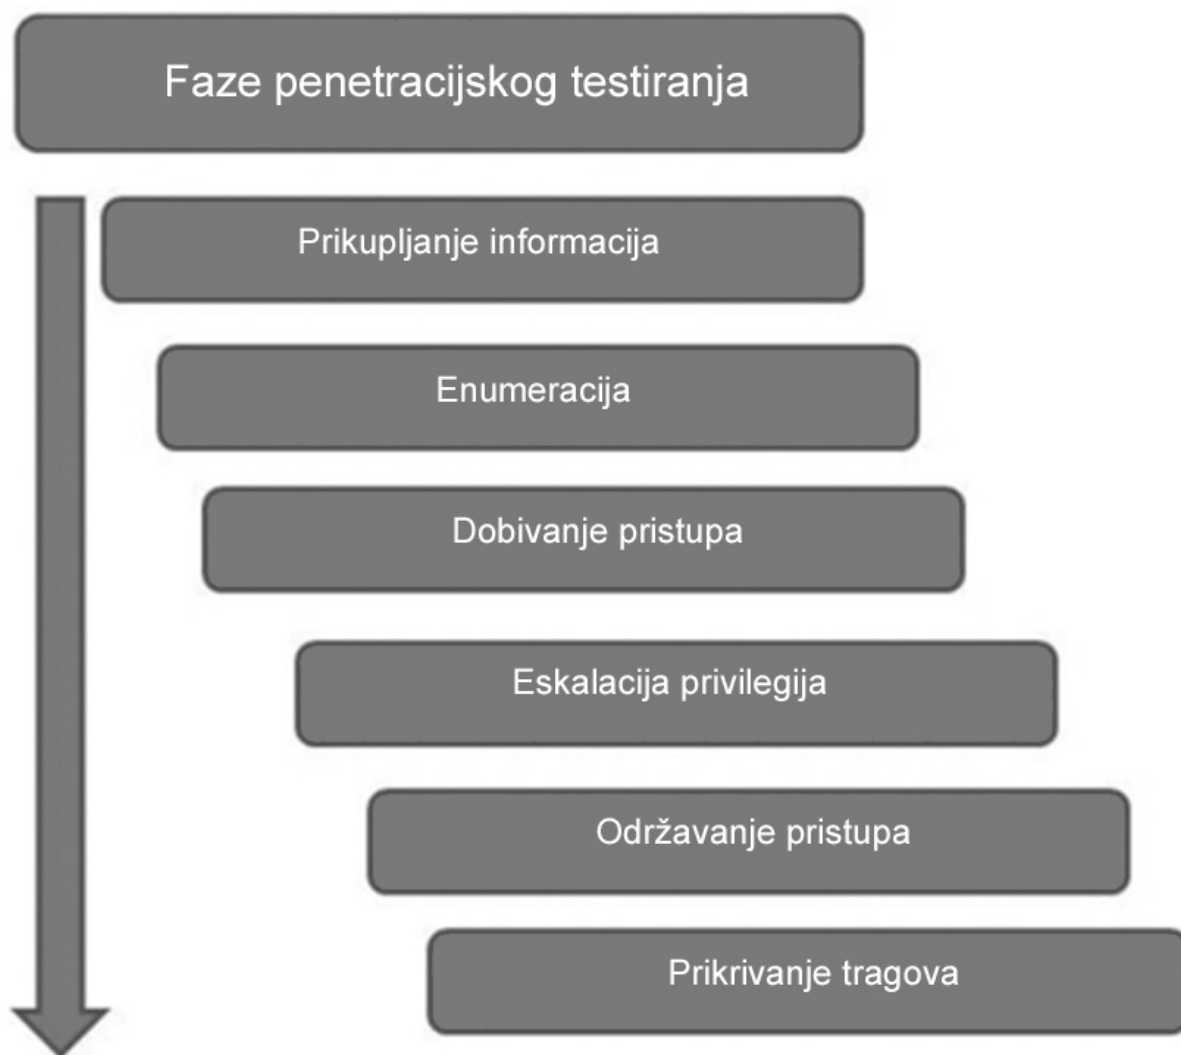 Faze penetracijskog testiranja
Prikupljanje informacija
Enumeracija
Dobivanje pristupa
Eskalacija privilegija
Održavanje pristupa
Prikrivanje tragova